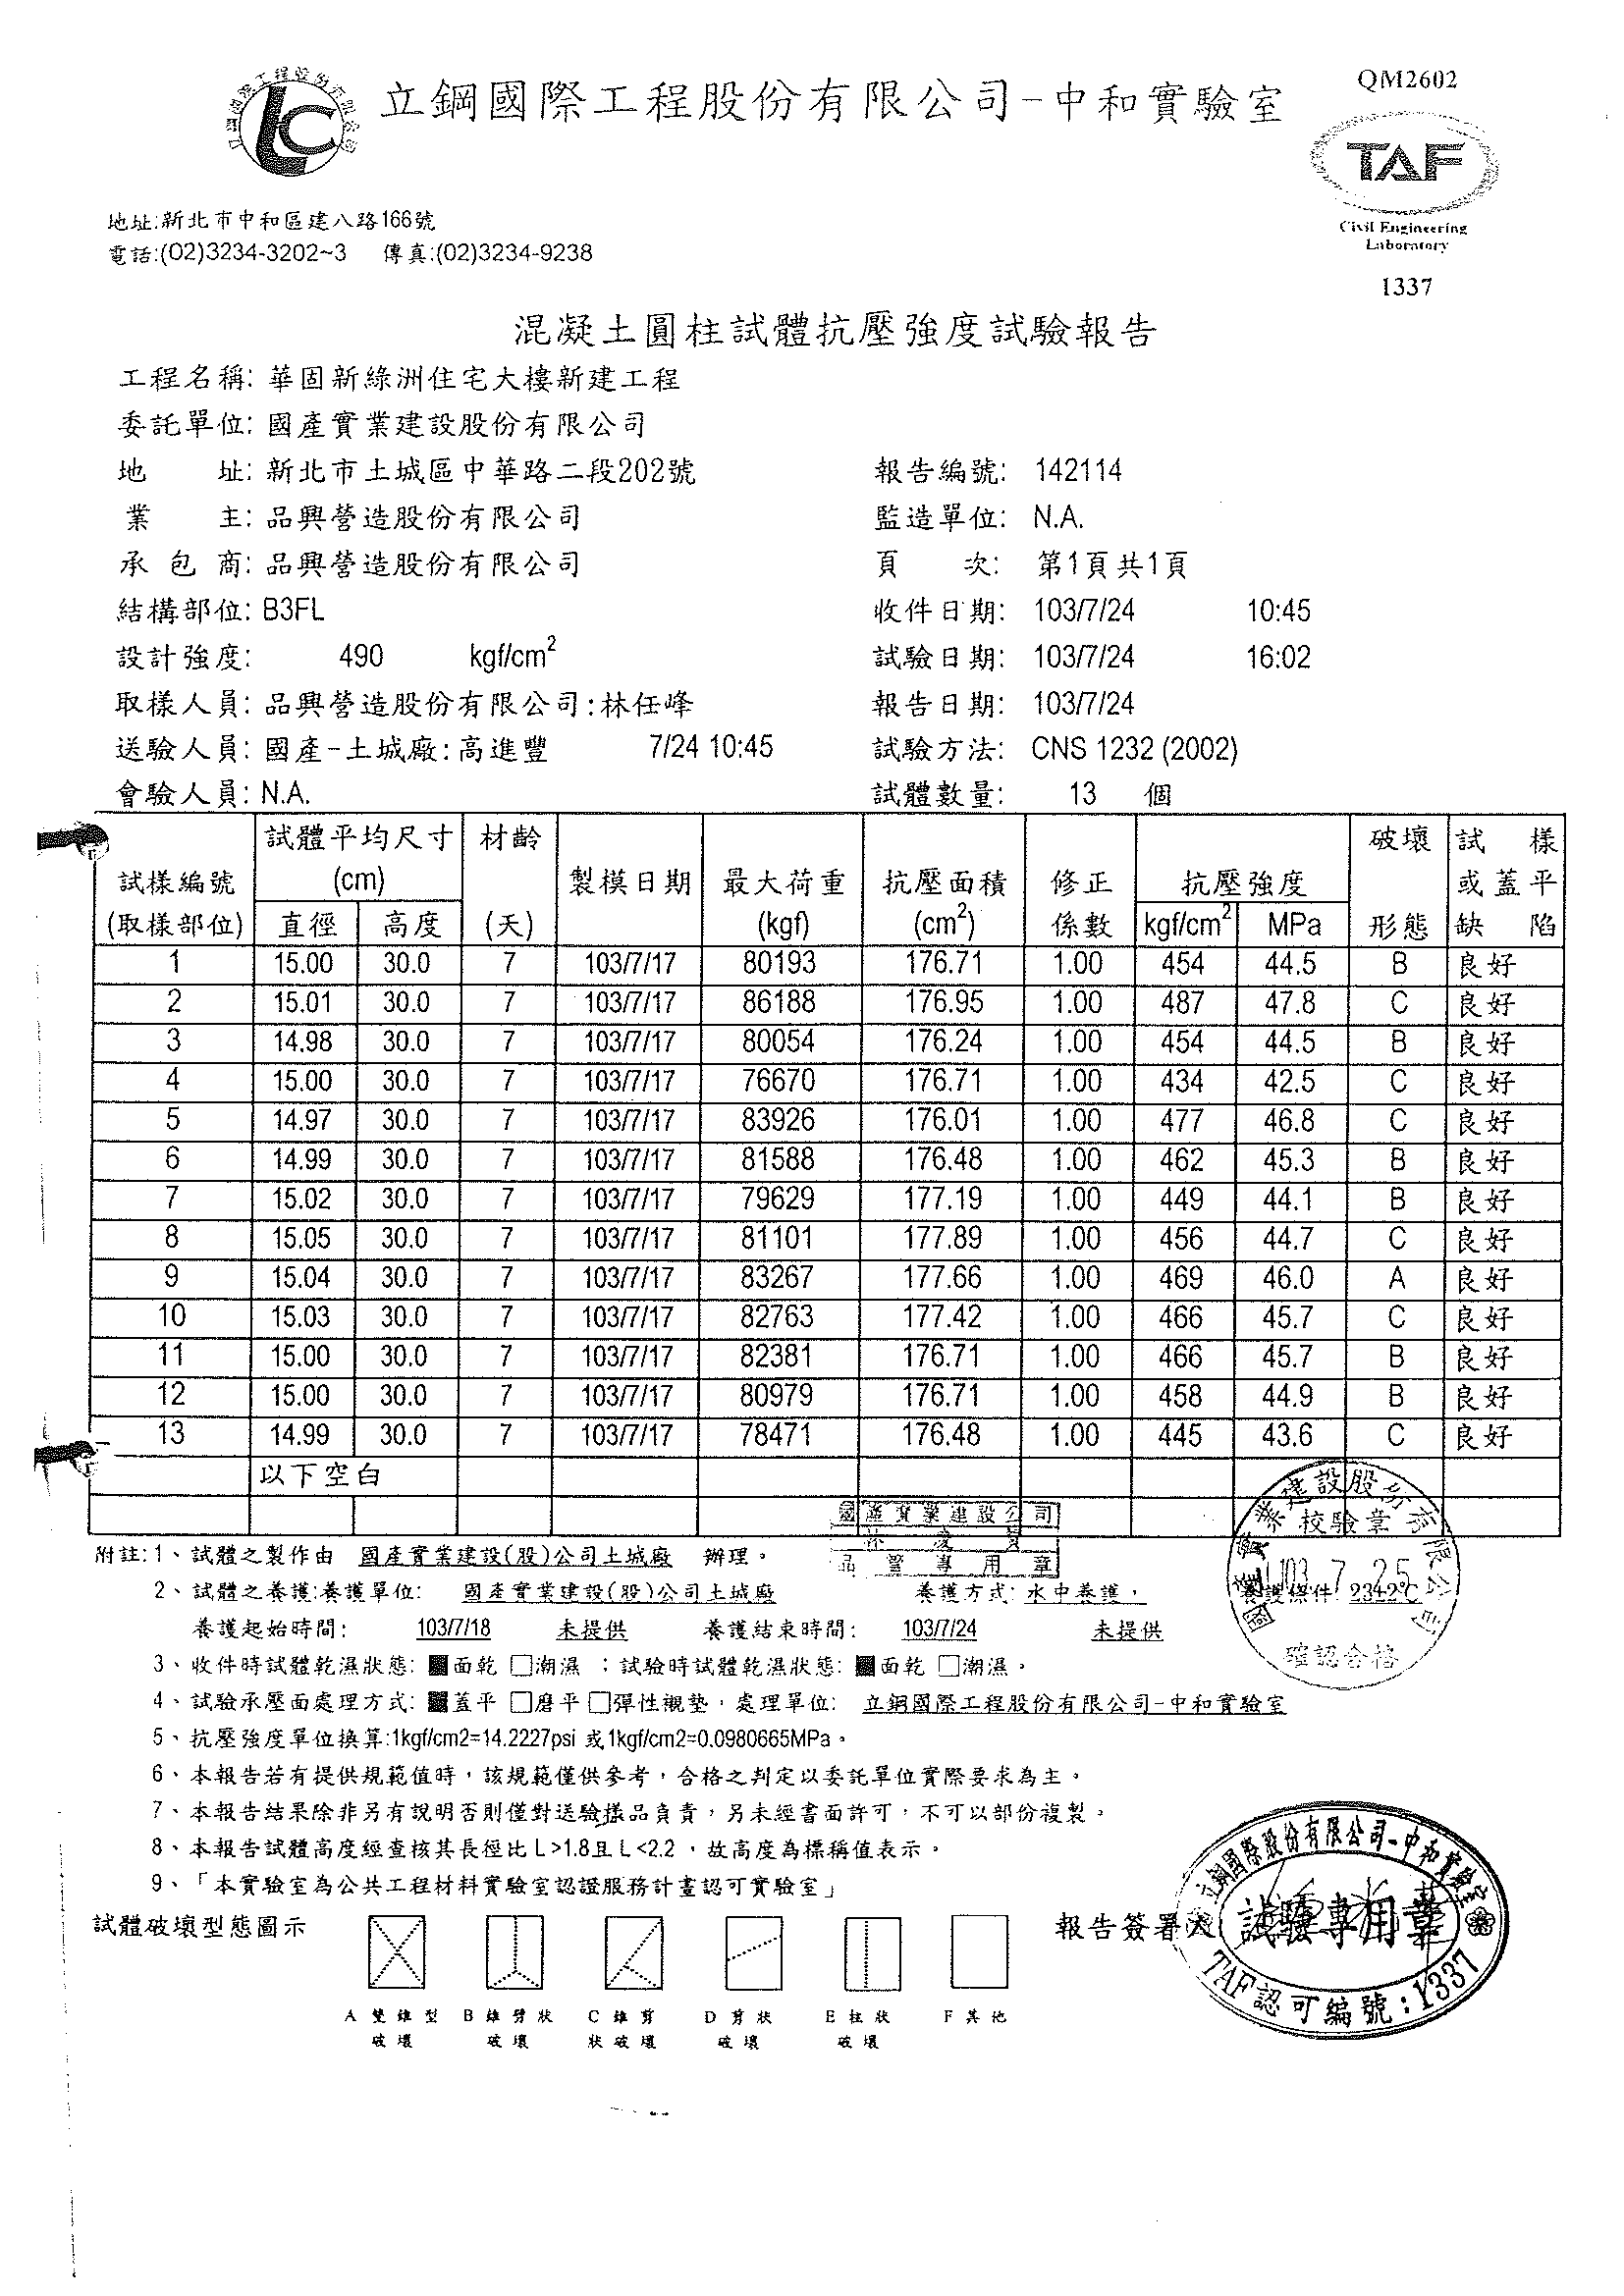 立鋼國際工程股份有限公司-中和實驗室
QM2602
TAF
Civil Engineering
Laboratory
1337
地址:新北市中和區建八路166號
電話:(02)3234-3202~3 傳真:(02)3234-9238
混凝土圓柱試體抗壓強度試驗報告
工程名稱: 華固新綠洲住宅大樓新建工程
委託單位: 國產實業建設股份有限公司
地 址: 新北市土城區中華路二段202號 報告編號: 142114
業 主: 品興營造股份有限公司 監造單位: N.A.
承 包 商: 品興營造股份有限公司 頁 次: 第1頁共1頁
結構部位: B3FL 收件日期: 103/7/24 10:45
設計強度: 490 kgf/cm2 試驗日期: 103/7/24 16:02
取樣人員: 品興營造股份有限公司:林任峰 報告日期: 103/7/24
送驗人員: 國產-土城廠:高進豐 7/24 10:45 試驗方法: CNS 1232 (2002)
會驗人員: N.A. 試體數量: 13 個
試樣編號 (取樣部位) 試體平均尺寸 (cm) 直徑 高度 材齡 (天) 製模日期 最大荷重 (kgf) 抗壓面積 (cm2) 修正 係數 抗壓強度 kgf/cm2 MPa 破壞 形態 試樣 或蓋平 缺陷
1 15.00 30.0 7 103/7/17 80193 176.71 1.00 454 44.5 B 良好
2 15.01 30.0 7 103/7/17 86188 176.95 1.00 487 47.8 C 良好
3 14.98 30.0 7 103/7/17 80054 176.24 1.00 454 44.5 B 良好
4 15.00 30.0 7 103/7/17 76670 176.71 1.00 434 42.5 C 良好
5 14.97 30.0 7 103/7/17 83926 176.01 1.00 477 46.8 C 良好
6 14.99 30.0 7 103/7/17 81588 176.48 1.00 462 45.3 B 良好
7 15.02 30.0 7 103/7/17 79629 177.19 1.00 449 44.1 B 良好
8 15.05 30.0 7 103/7/17 81101 177.89 1.00 456 44.7 C 良好
9 15.04 30.0 7 103/7/17 83267 177.66 1.00 469 46.0 A 良好
10 15.03 30.0 7 103/7/17 82763 177.42 1.00 466 45.7 C 良好
11 15.00 30.0 7 103/7/17 82381 176.71 1.00 466 45.7 B 良好
12 15.00 30.0 7 103/7/17 80979 176.71 1.00 458 44.9 B 良好
13 14.99 30.0 7 103/7/17 78471 176.48 1.00 445 43.6 C 良好
以下空白
國產實業建設公司
品管專用章
國產實業建設股份有限公司
校驗章
103. 7. 25
確認合格
附註:1、試體之製作由 國產實業建設(股)公司土城廠 辦理。
2、試體之養護:養護單位: 國產實業建設(股)公司土城廠 養護方式: 水中養護, 養護條件 23±2℃
養護起始時間: 103/7/18 未提供 養護結束時間: 103/7/24 未提供
3、收件時試體乾濕狀態: ■面乾 □潮濕 ;試驗時試體乾濕狀態: ■面乾 □潮濕。
4、試驗承壓面處理方式: ■蓋平 □磨平 □彈性襯墊,處理單位: 立鋼國際工程股份有限公司-中和實驗室
5、抗壓強度單位換算:1kgf/cm2=14.2227psi 或1kgf/cm2=0.0980665MPa。
6、本報告若有提供規範值時,該規範僅供參考,合格之判定以委託單位實際要求為主。
7、本報告結果除非另有說明否則僅對送驗樣品負責,另未經書面許可,不可以部份複製。
8、本報告試體高度經查核其長徑比 L>1.8且 L<2.2 ,故高度為標稱值表示。
9、「本實驗室為公共工程材料實驗室認證服務計畫認可實驗室」
試體破壞型態圖示
A 雙錐型 破壞
B 錐劈狀 破壞
C 錐剪 狀破壞
D 剪狀 破壞
E 柱狀 破壞
F 其他
報告簽署人
立鋼國際股份有限公司-中和實驗室
試驗專用章
TAF認可編號:1337